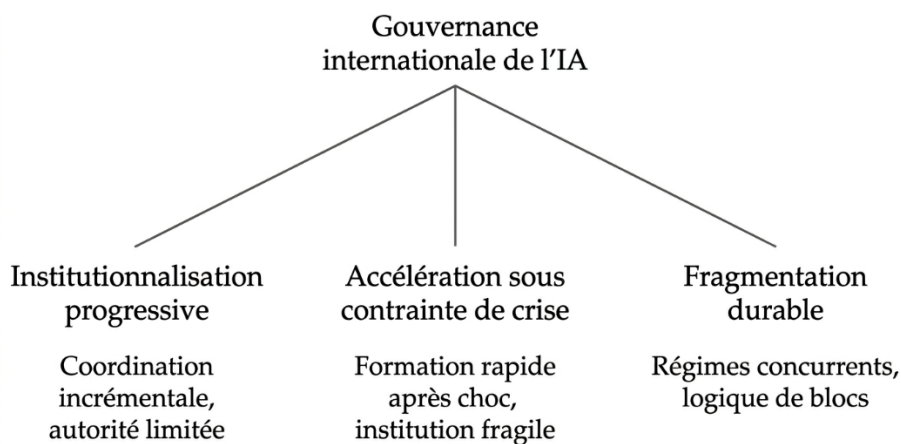 Gouvernance
internationale de l’IA
Institutionnalisation
progressive
Coordination
incrémentale,
autorité limitée
Accélération sous
contrainte de crise
Formation rapide
après choc,
institution fragile
Fragmentation
durable
Régimes concurrents,
logique de blocs